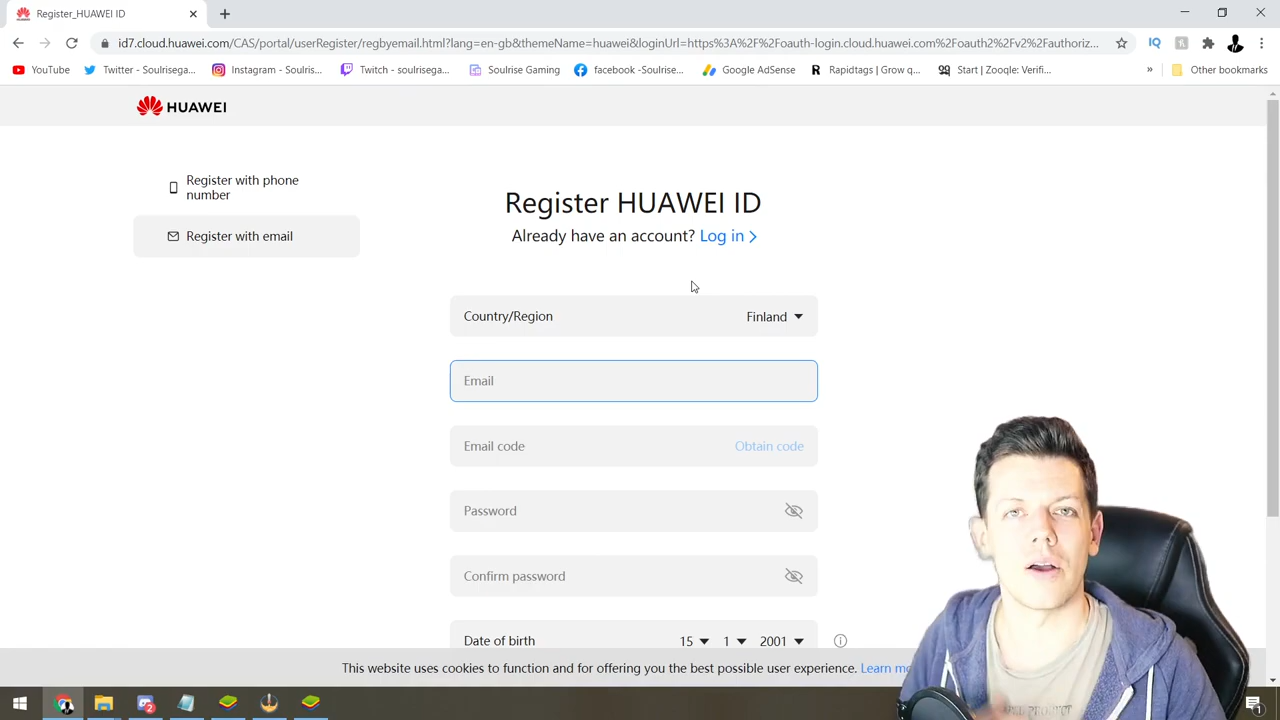 Register_HUAWEI ID
id7.cloud.huawei.com/CAS/portal/userRegister/regbyemail.html?lang=en-gb&themeName=huawei&loginUrl=https%3A%2F%2Foauth-login.cloud.huawei.com%2Foauth2%2Fv2%2Fauthoriz...
YouTube
Twitter - Soulrisega...
Instagram - Soulris...
Twitch - soulrisega...
Soulrise Gaming
facebook -Soulrise...
Google AdSense
Rapidtags | Grow q...
Start | Zooqle: Verifi...
»
Other bookmarks
HUAWEI
Register with phone
number
Register with email
Register HUAWEI ID
Already have an account? Log in >
Country/Region Finland
Email
Email code Obtain code
Password
Confirm password
Date of birth 15 1 2001
This website uses cookies to function and for offering you the best possible user experience. Learn mo